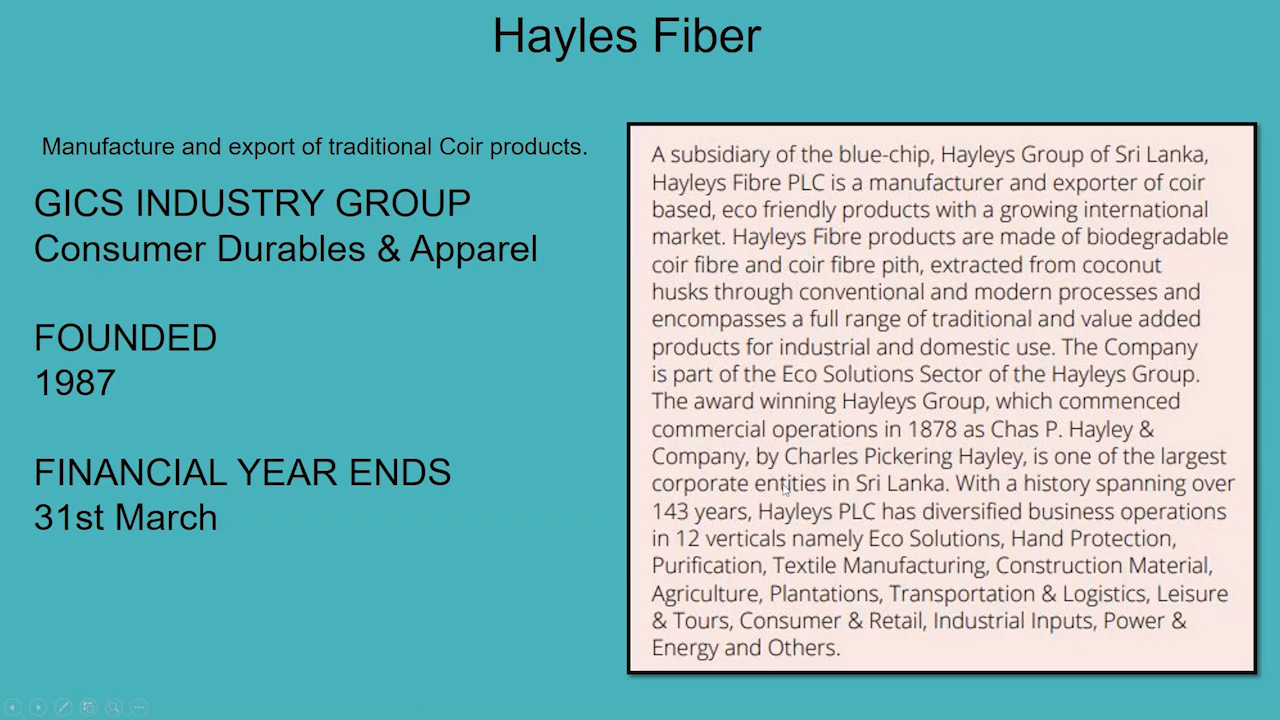 Hayles Fiber
Manufacture and export of traditional Coir products.
GICS INDUSTRY GROUP
Consumer Durables & Apparel
FOUNDED
1987
FINANCIAL YEAR ENDS
31st March
A subsidiary of the blue-chip, Hayleys Group of Sri Lanka,
Hayleys Fibre PLC is a manufacturer and exporter of coir
based, eco friendly products with a growing international
market. Hayleys Fibre products are made of biodegradable
coir fibre and coir fibre pith, extracted from coconut
husks through conventional and modern processes and
encompasses a full range of traditional and value added
products for industrial and domestic use. The Company
is part of the Eco Solutions Sector of the Hayleys Group.
The award winning Hayleys Group, which commenced
commercial operations in 1878 as Chas P. Hayley &
Company, by Charles Pickering Hayley, is one of the largest
corporate entities in Sri Lanka. With a history spanning over
143 years, Hayleys PLC has diversified business operations
in 12 verticals namely Eco Solutions, Hand Protection,
Purification, Textile Manufacturing, Construction Material,
Agriculture, Plantations, Transportation & Logistics, Leisure
& Tours, Consumer & Retail, Industrial Inputs, Power &
Energy and Others.